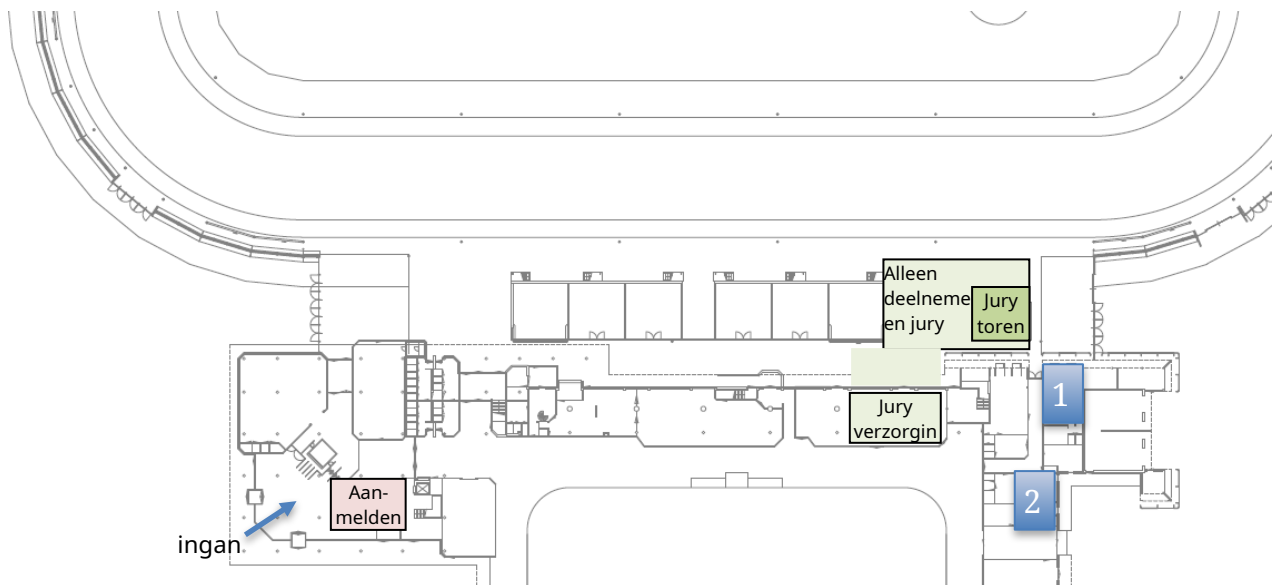 Alleen
deelneme
en jury
Jury
toren
1
Jury
verzorgin
2
Aan-
melden
ingan